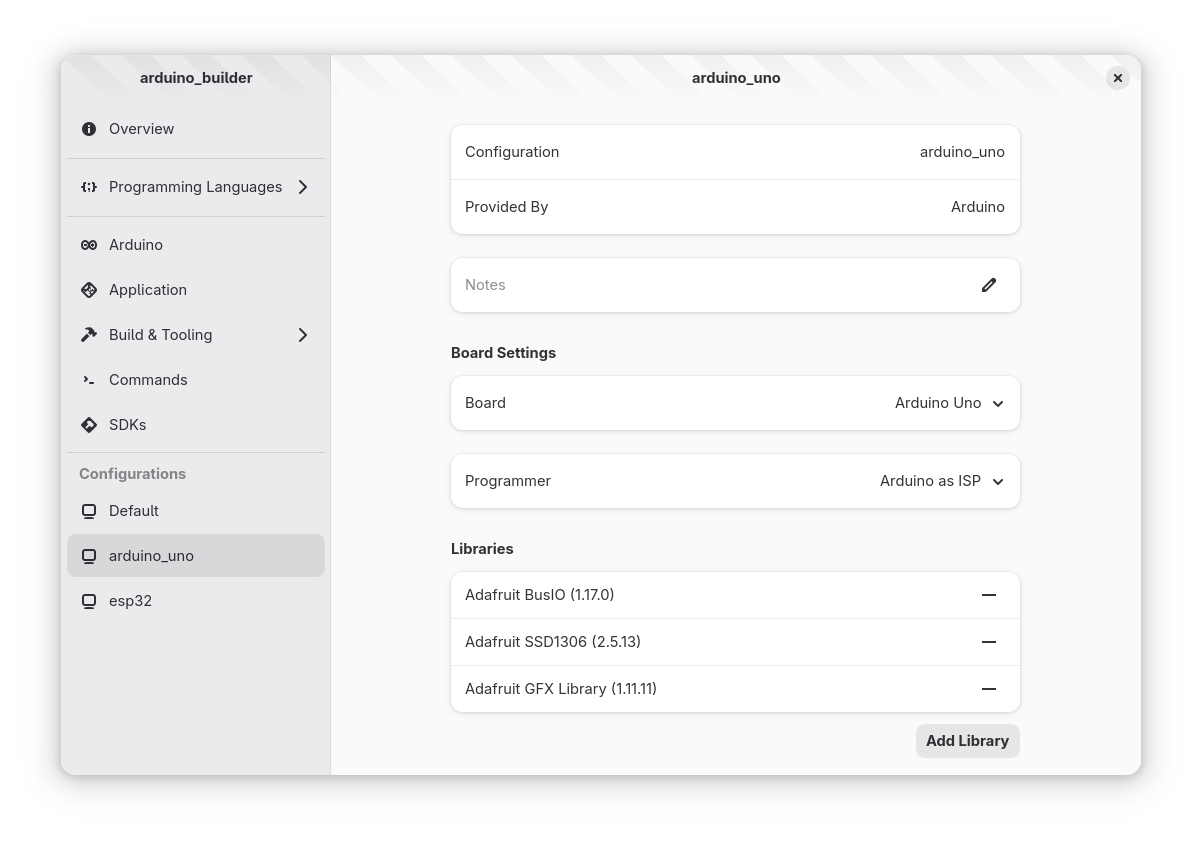 arduino_builder
Overview
Programming Languages
Arduino
Application
Build & Tooling
Commands
SDKs
Configurations
Default
arduino_uno
esp32
arduino_uno
Configuration arduino_uno
Provided By Arduino
Notes
Board Settings
Board Arduino Uno
Programmer Arduino as ISP
Libraries
Adafruit BusIO (1.17.0)
Adafruit SSD1306 (2.5.13)
Adafruit GFX Library (1.11.11)
Add Library